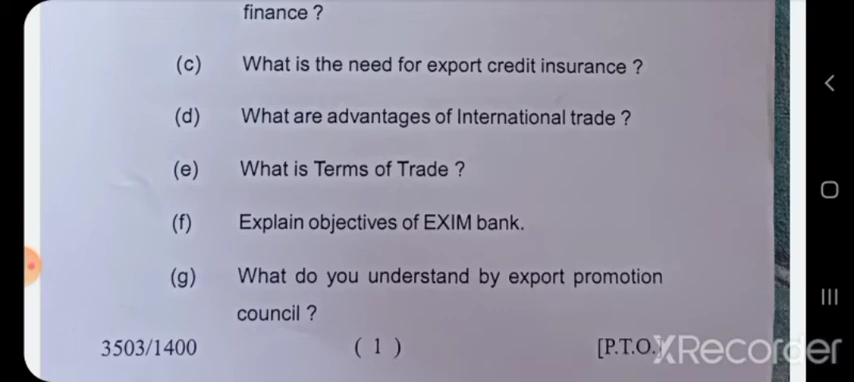 finance ?
(c) What is the need for export credit insurance ?
(d) What are advantages of International trade ?
(e) What is Terms of Trade ?
(f) Explain objectives of EXIM bank.
(g) What do you understand by export promotion
council ?
3503/1400 ( 1 ) [P.T.O.]
XRecorder